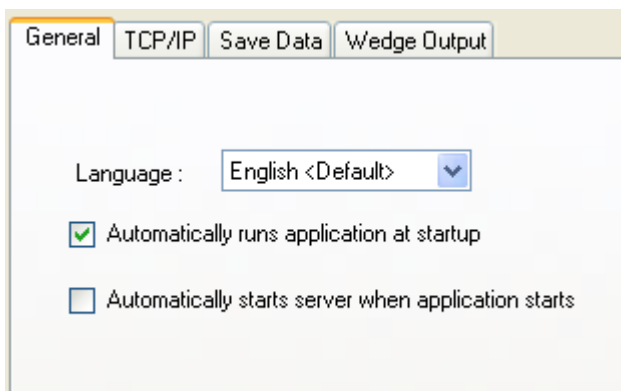 General TCP/IP Save Data Wedge Output
Language : English <Default>
Automatically runs application at startup
Automatically starts server when application starts